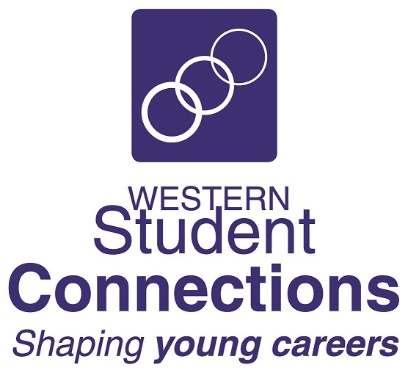 WESTERN
Student
Connections
Shaping young careers